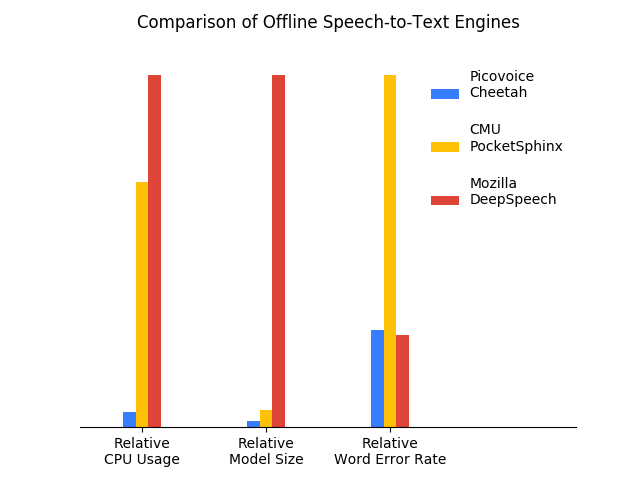 Comparison of Offline Speech-to-Text Engines
Picovoice
Cheetah
CMU
PocketSphinx
Mozilla
DeepSpeech
Relative
CPU Usage
Relative
Model Size
Relative
Word Error Rate